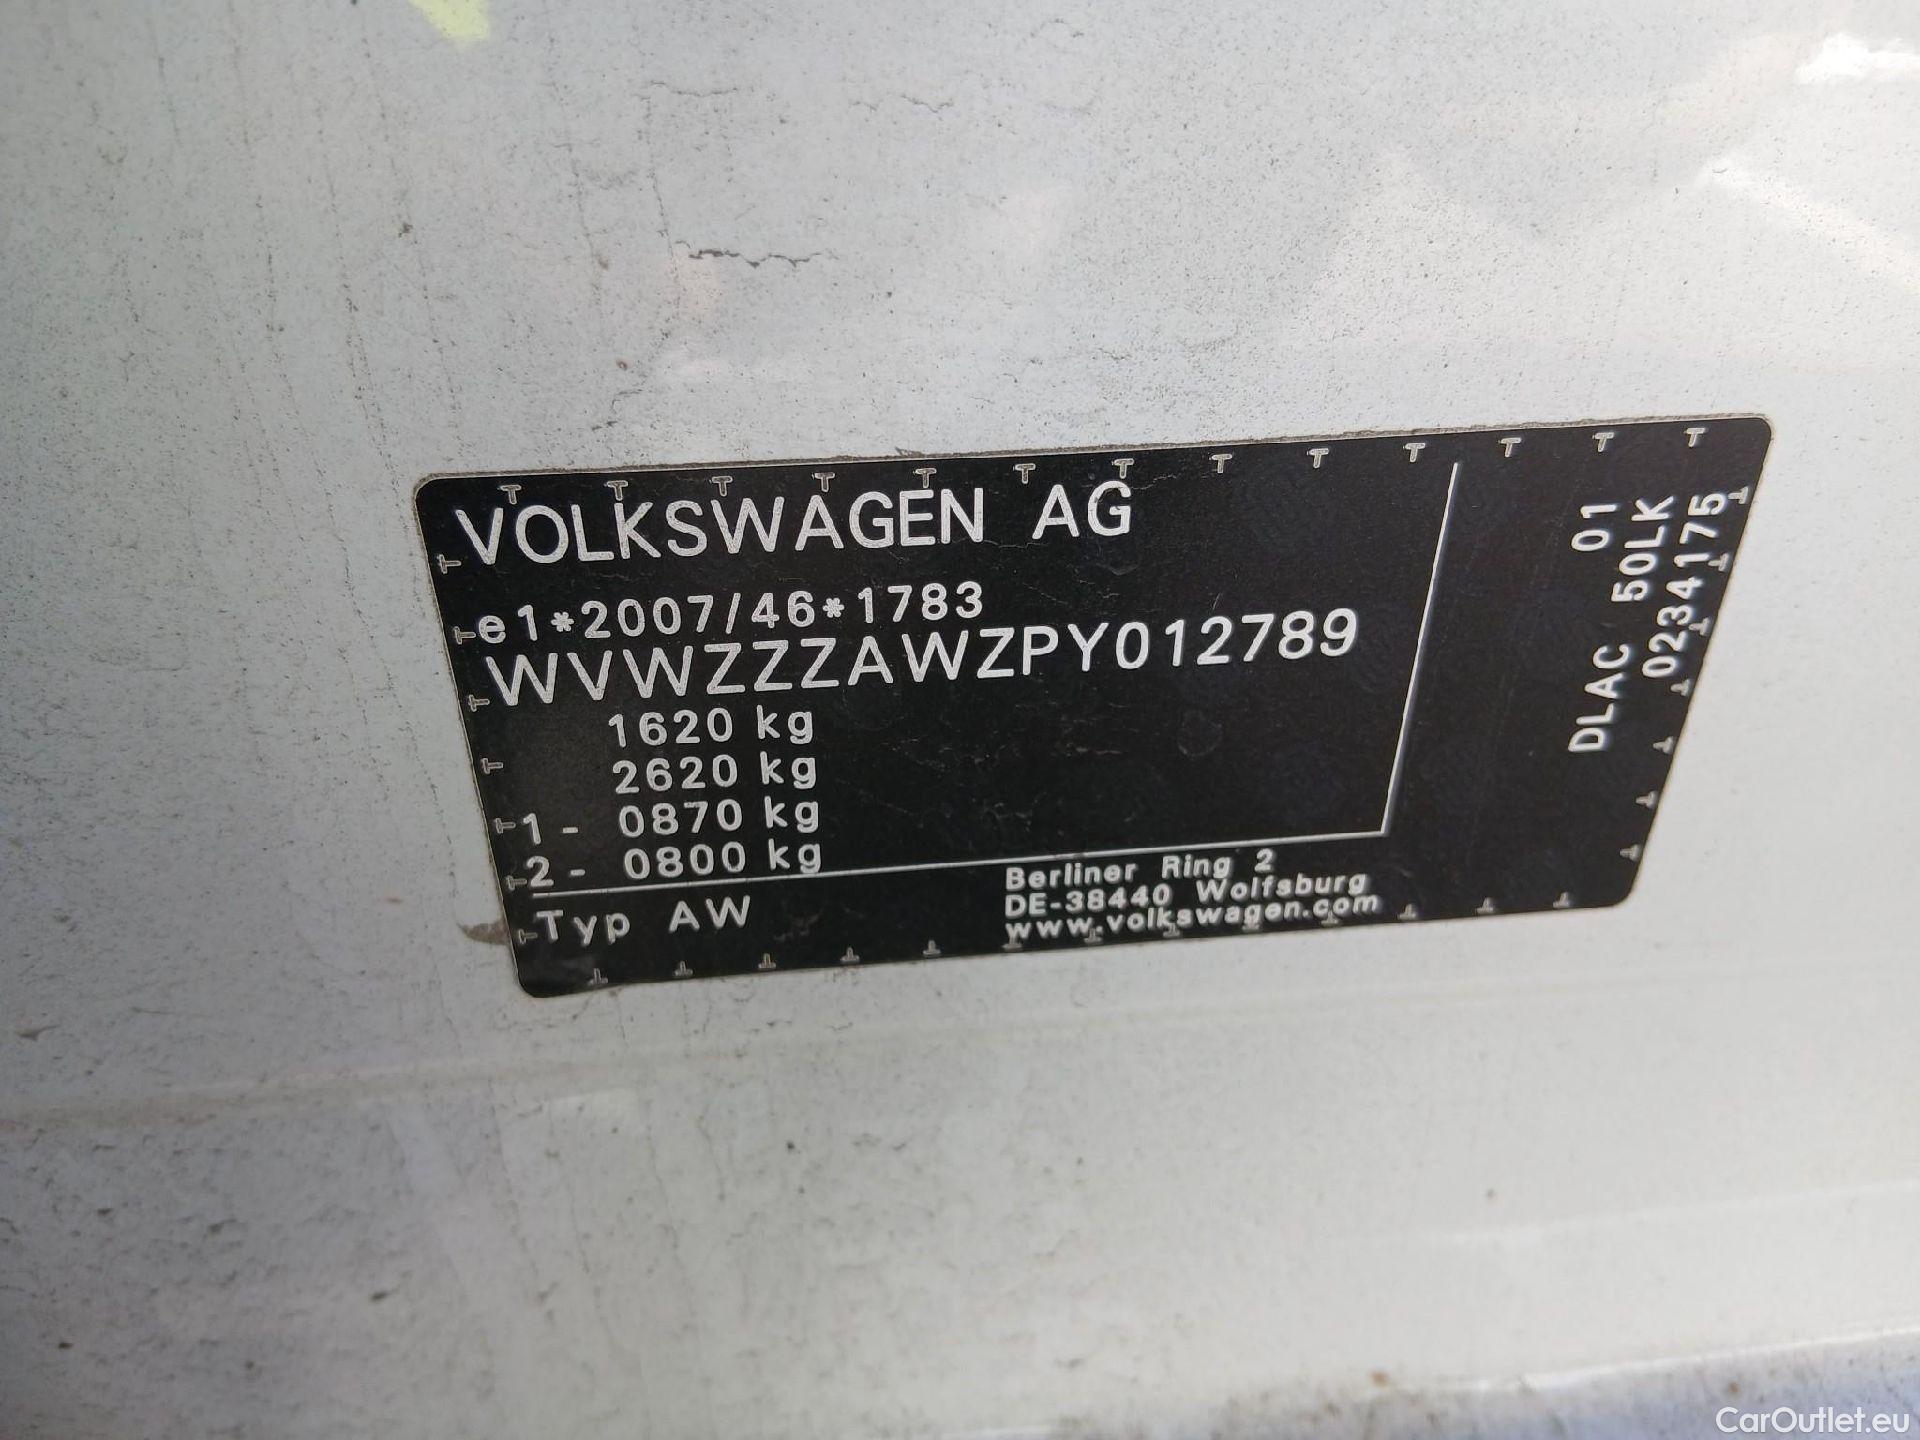 VOLKSWAGEN AG
e1*2007/46*1783
WVWZZZAWZPY012789
1620 kg
2620 kg
1- 0870 kg
2- 0800 kg
Typ AW
Berliner Ring 2
DE-38440 Wolfsburg
www.volkswagen.com
01
DLAC 50LK
0234175
CarOutlet.eu